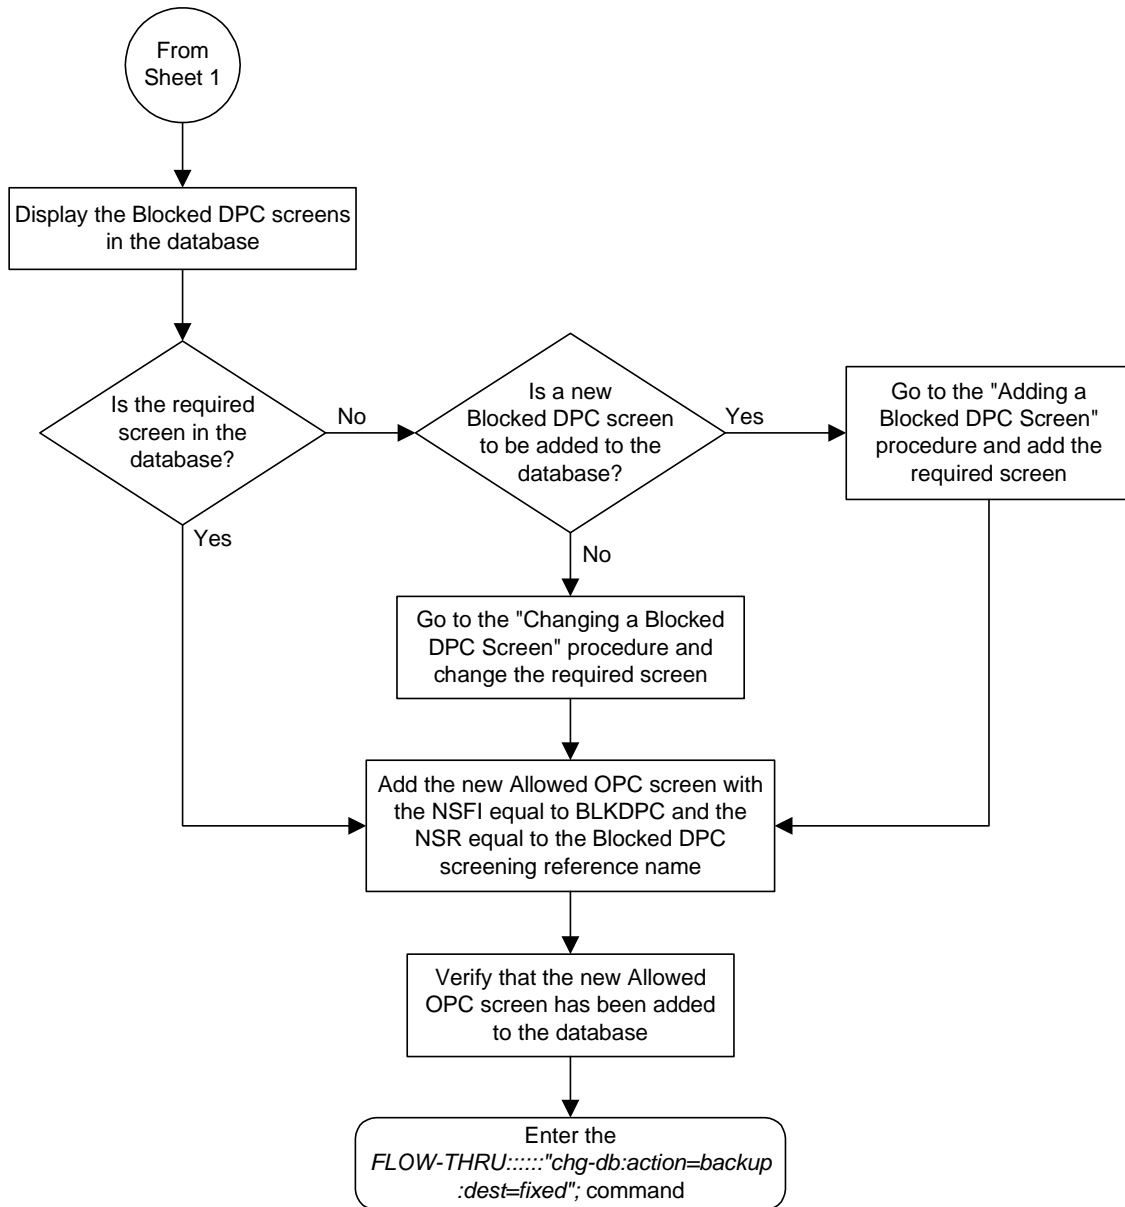 From
Sheet 1
Display the Blocked DPC screens
in the database
Is the required
screen in the
database?
No
Yes
Is a new
Blocked DPC screen
to be added to the
database?
Yes
No
Go to the "Adding a
Blocked DPC Screen"
procedure and add the
required screen
Go to the "Changing a Blocked
DPC Screen" procedure and
change the required screen
Add the new Allowed OPC screen with
the NSFI equal to BLKDPC and the
NSR equal to the Blocked DPC
screening reference name
Verify that the new Allowed
OPC screen has been added
to the database
Enter the
FLOW-THRU::::::"chg-db:action=backup
:dest=fixed"; command